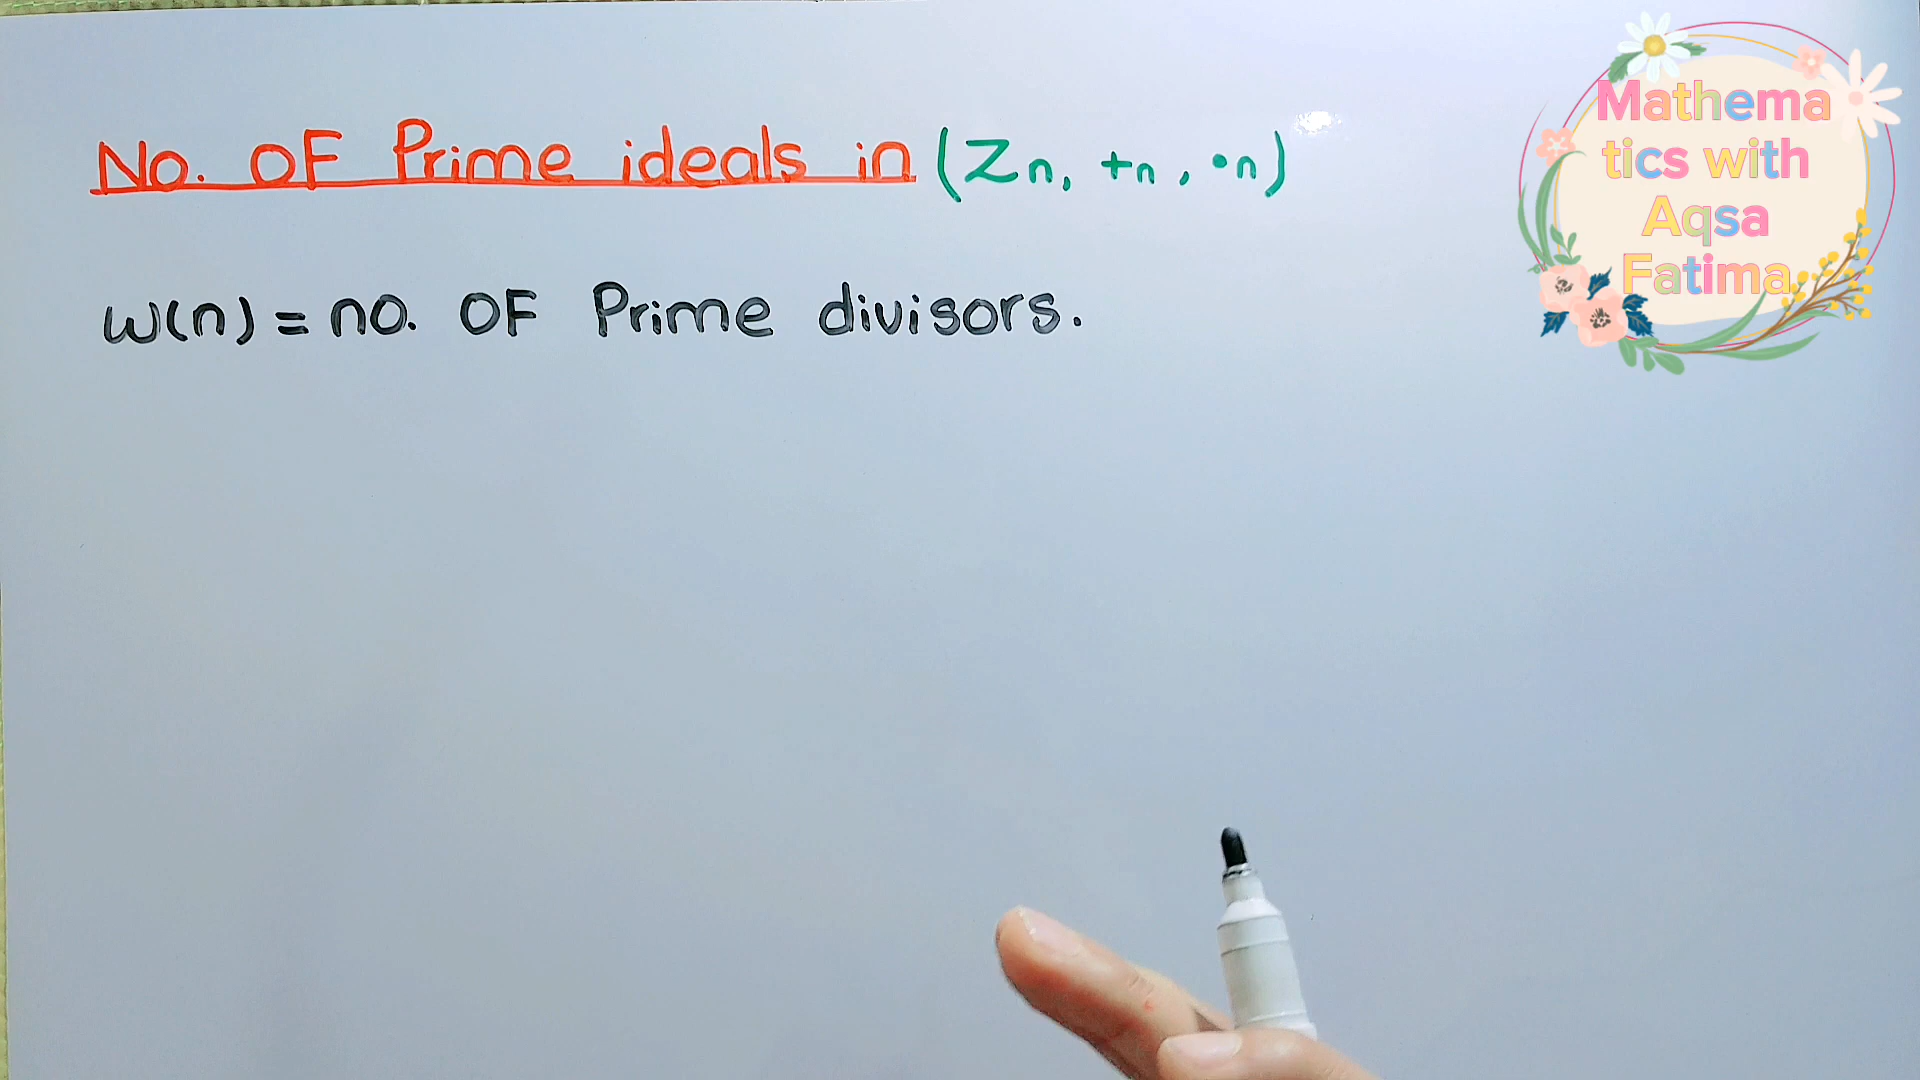 No. OF Prime ideals in (Zn, +n, •n)
w(n) = no. OF Prime divisors.
Mathema
tics with
Aqsa
Fatima